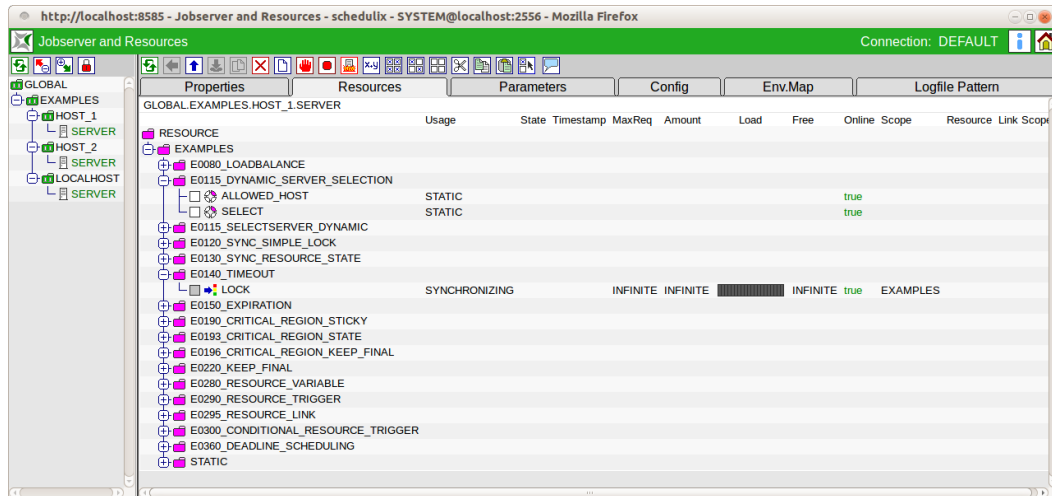 http://localhost:8585 - Jobserver and Resources - schedulix - SYSTEM@localhost:2556 - Mozilla Firefox
Jobserver and Resources Connection: DEFAULT
GLOBAL
EXAMPLES
HOST_1
SERVER
HOST_2
SERVER
LOCALHOST
SERVER
x.y
Properties Resources Parameters Config Env.Map Logfile Pattern
GLOBAL.EXAMPLES.HOST_1.SERVER
Usage State Timestamp MaxReq Amount Load Free Online Scope Resource Link Scope
RESOURCE
EXAMPLES
E0080_LOADBALANCE
E0115_DYNAMIC_SERVER_SELECTION
ALLOWED_HOST STATIC true
SELECT STATIC true
E0115_SELECTSERVER_DYNAMIC
E0120_SYNC_SIMPLE_LOCK
E0130_SYNC_RESOURCE_STATE
E0140_TIMEOUT
LOCK SYNCHRONIZING INFINITE INFINITE INFINITE true EXAMPLES
E0150_EXPIRATION
E0190_CRITICAL_REGION_STICKY
E0193_CRITICAL_REGION_STATE
E0196_CRITICAL_REGION_KEEP_FINAL
E0220_KEEP_FINAL
E0280_RESOURCE_VARIABLE
E0290_RESOURCE_TRIGGER
E0295_RESOURCE_LINK
E0300_CONDITIONAL_RESOURCE_TRIGGER
E0360_DEADLINE_SCHEDULING
STATIC